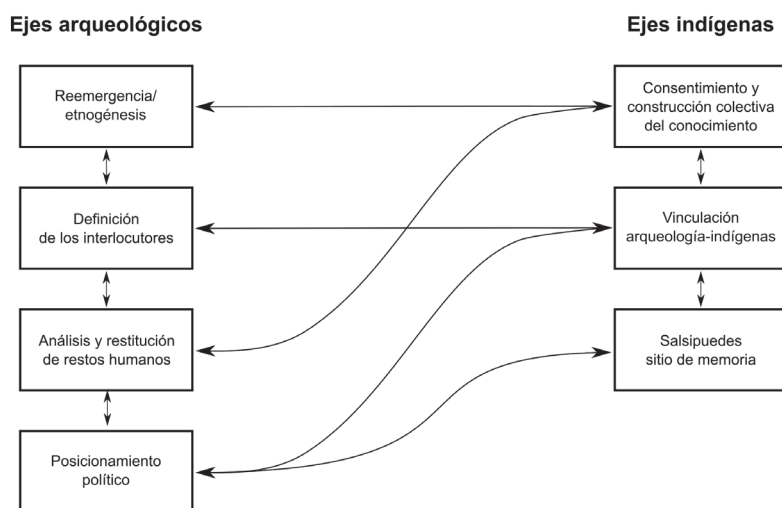 Ejes arqueológicos
Reemergencia/
etnogénesis
Definición
de los interlocutores
Análisis y restitución
de restos humanos
Posicionamiento
político
Ejes indígenas
Consentimiento y
construcción colectiva
del conocimiento
Vinculación
arqueología-indígenas
Salsipuedes
sitio de memoria